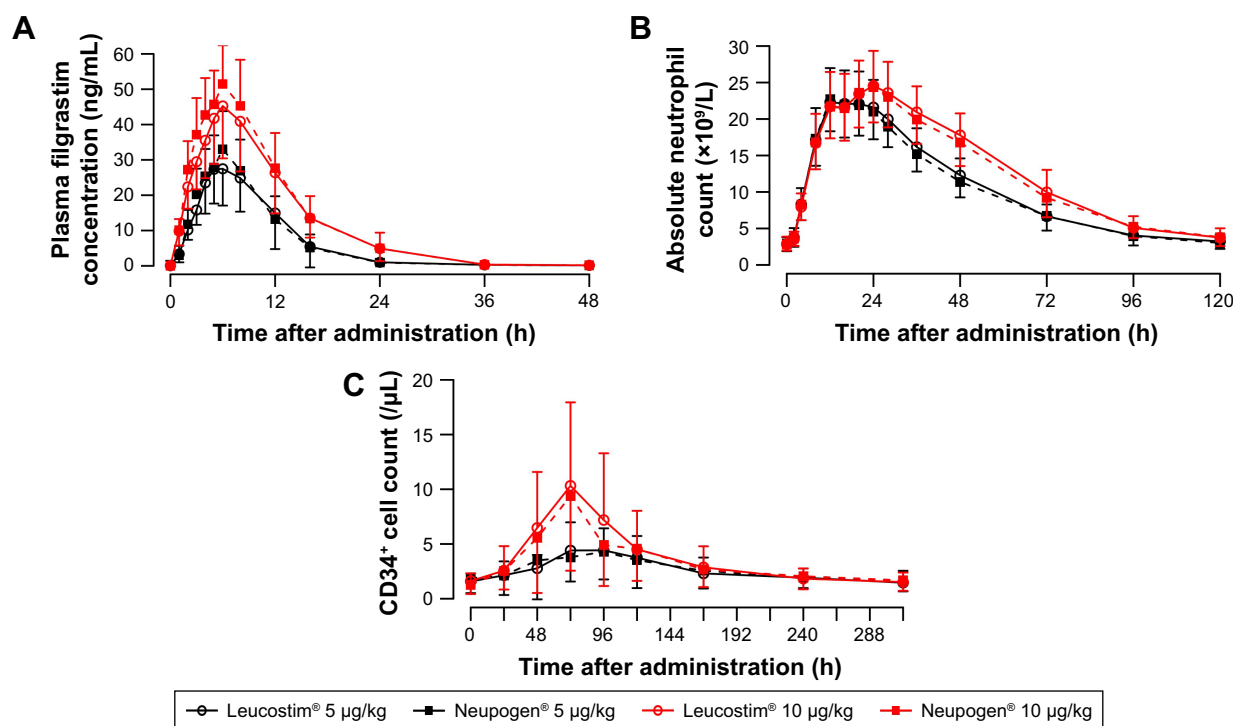 A
Plasma filgrastim
concentration (ng/mL)
60
50
40
30
20
10
0
0 12 24 36 48
Time after administration (h)
B
Absolute neutrophil
count (×10⁹/L)
30
25
20
15
10
5
0
0 24 48 72 96 120
Time after administration (h)
C
CD34⁺ cell count (/µL)
20
15
10
5
0
0 48 96 144 192 240 288
Time after administration (h)
Leucostim® 5 µg/kg Neupogen® 5 µg/kg Leucostim® 10 µg/kg Neupogen® 10 µg/kg